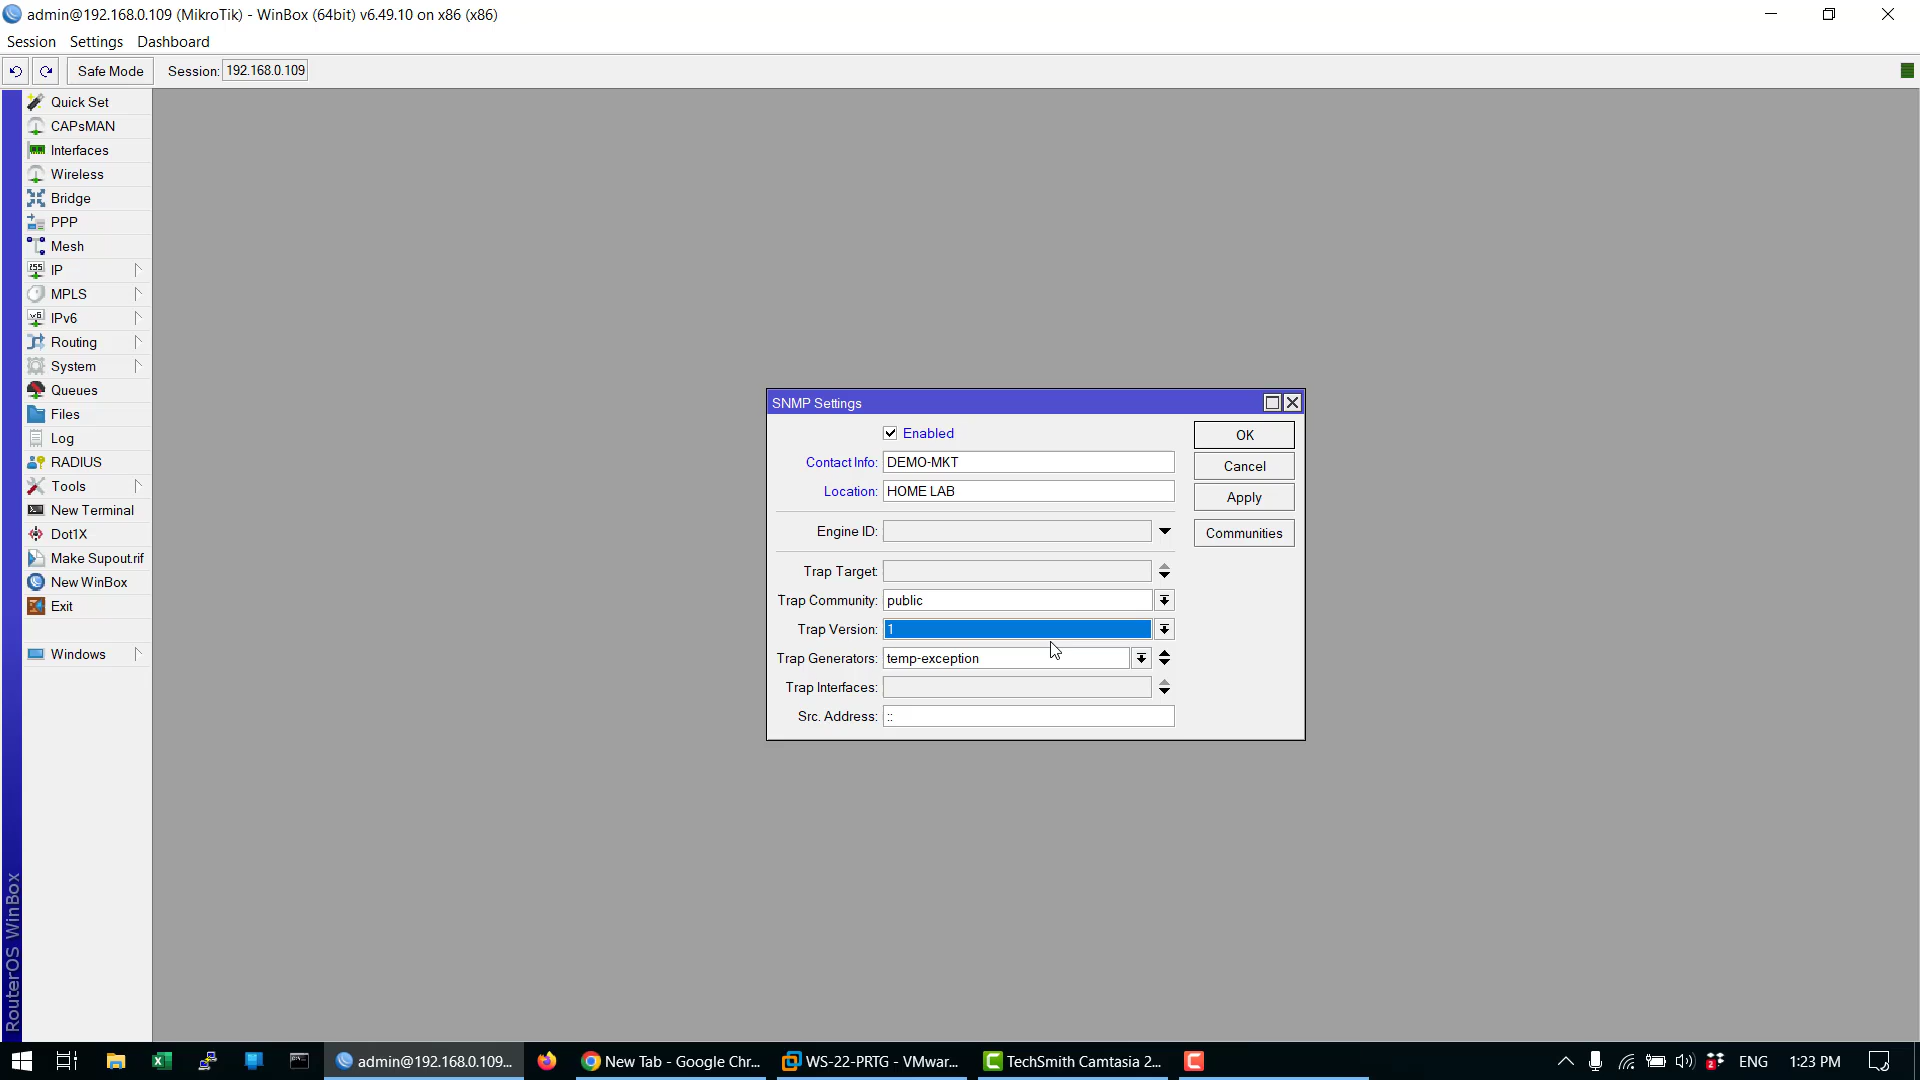 admin@192.168.0.109 (MikroTik) - WinBox (64bit) v6.49.10 on x86 (x86)
Session Settings Dashboard
Safe Mode Session: 192.168.0.109
Quick Set
CAPsMAN
Interfaces
Wireless
Bridge
PPP
Mesh
IP
MPLS
IPv6
Routing
System
Queues
Files
Log
RADIUS
Tools
New Terminal
Dot1X
Make Supout.rif
New WinBox
Exit
Windows
RouterOS WinBox
SNMP Settings
Enabled
Contact Info: DEMO-MKT
Location: HOME LAB
Engine ID:
Trap Target:
Trap Community: public
Trap Version: 1
Trap Generators: temp-exception
Trap Interfaces:
Src. Address: ::
OK
Cancel
Apply
Communities
admin@192.168.0.109... New Tab - Google Chr... WS-22-PRTG - VMwar... TechSmith Camtasia 2... ENG 1:23 PM